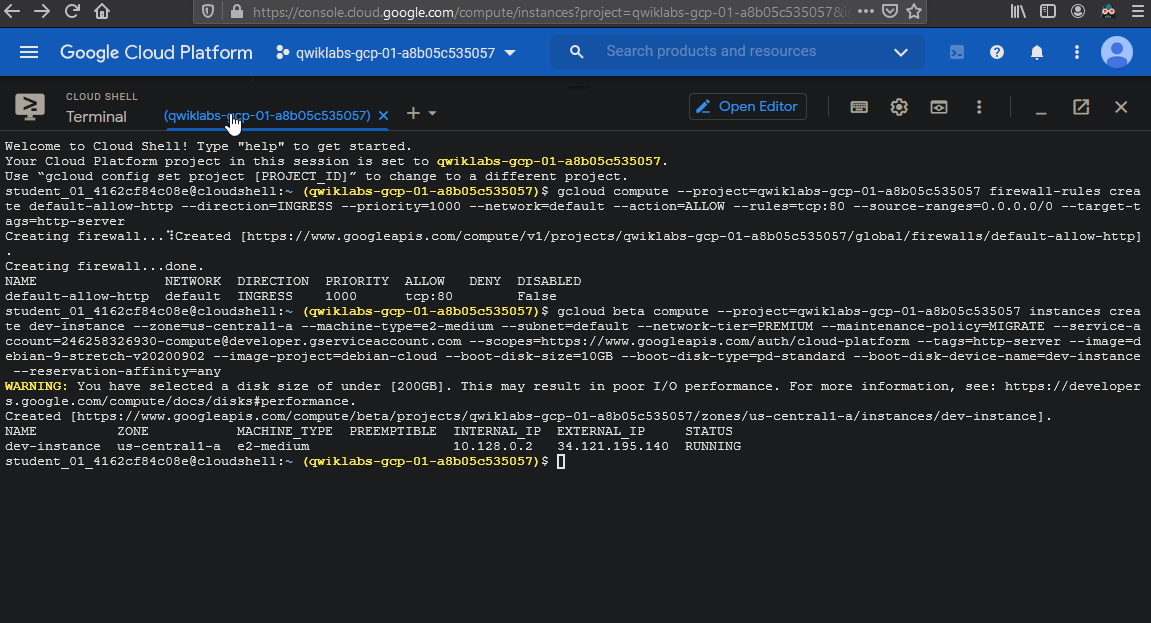 https://console.cloud.google.com/compute/instances?project=qwiklabs-gcp-01-a8b05c535057&
Google Cloud Platform
qwiklabs-gcp-01-a8b05c535057
Search products and resources
CLOUD SHELL
Terminal
(qwiklabs-gcp-01-a8b05c535057)
Open Editor
Welcome to Cloud Shell! Type "help" to get started.
Your Cloud Platform project in this session is set to qwiklabs-gcp-01-a8b05c535057.
Use “gcloud config set project [PROJECT_ID]” to change to a different project.
student_01_4162cf84c08e@cloudshell:~ (qwiklabs-gcp-01-a8b05c535057)$ gcloud compute --project=qwiklabs-gcp-01-a8b05c535057 firewall-rules crea
te default-allow-http --direction=INGRESS --priority=1000 --network=default --action=ALLOW --rules=tcp:80 --source-ranges=0.0.0.0/0 --target-t
ags=http-server
Creating firewall...⠹Created [https://www.googleapis.com/compute/v1/projects/qwiklabs-gcp-01-a8b05c535057/global/firewalls/default-allow-http]
.
Creating firewall...done.
NAME NETWORK DIRECTION PRIORITY ALLOW DENY DISABLED
default-allow-http default INGRESS 1000 tcp:80 False
student_01_4162cf84c08e@cloudshell:~ (qwiklabs-gcp-01-a8b05c535057)$ gcloud beta compute --project=qwiklabs-gcp-01-a8b05c535057 instances crea
te dev-instance --zone=us-central1-a --machine-type=e2-medium --subnet=default --network-tier=PREMIUM --maintenance-policy=MIGRATE --service-a
ccount=246258326930-compute@developer.gserviceaccount.com --scopes=https://www.googleapis.com/auth/cloud-platform --tags=http-server --image=d
ebian-9-stretch-v20200902 --image-project=debian-cloud --boot-disk-size=10GB --boot-disk-type=pd-standard --boot-disk-device-name=dev-instance
--reservation-affinity=any
WARNING: You have selected a disk size of under [200GB]. This may result in poor I/O performance. For more information, see: https://developer
s.google.com/compute/docs/disks#performance.
Created [https://www.googleapis.com/compute/beta/projects/qwiklabs-gcp-01-a8b05c535057/zones/us-central1-a/instances/dev-instance].
NAME ZONE MACHINE_TYPE PREEMPTIBLE INTERNAL_IP EXTERNAL_IP STATUS
dev-instance us-central1-a e2-medium 10.128.0.2 34.121.195.140 RUNNING
student_01_4162cf84c08e@cloudshell:~ (qwiklabs-gcp-01-a8b05c535057)$